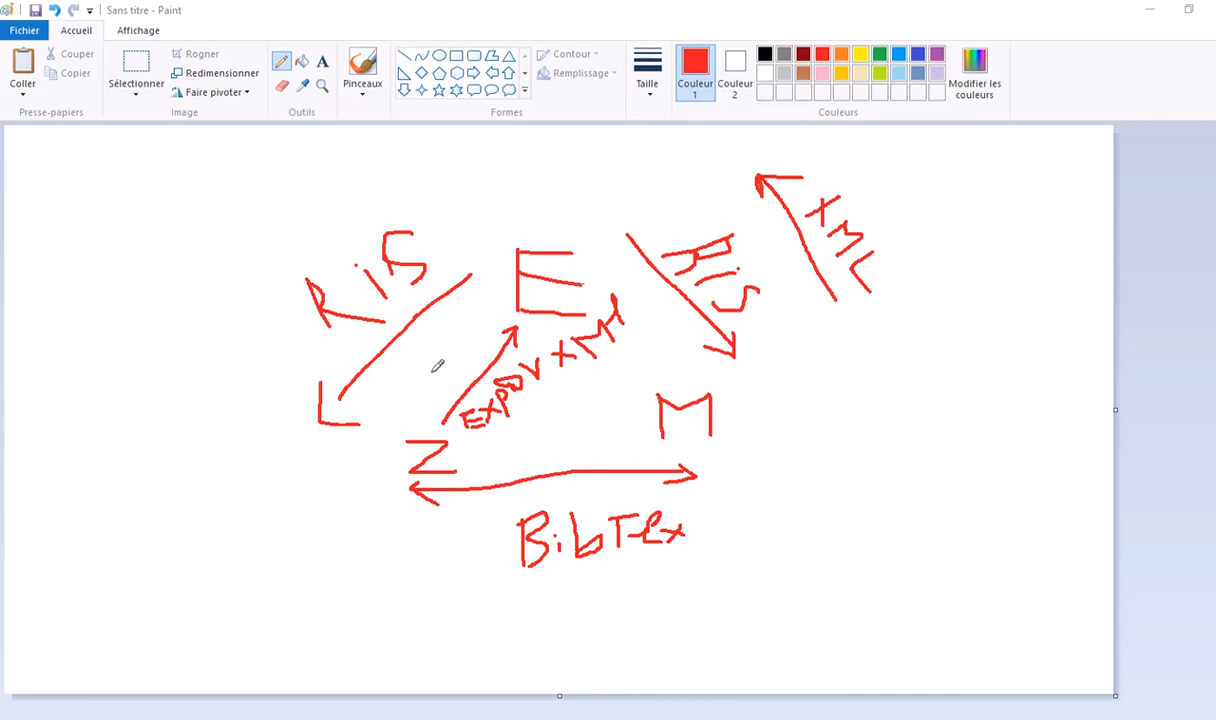 Sans titre - Paint
Fichier
Accueil
Affichage
Coller
Couper
Copier
Presse-papiers
Sélectionner
Rogner
Redimensionner
Faire pivoter
Image
A
Outils
Pinceaux
Contour
Remplissage
Formes
Taille
Couleur
1
Couleur
2
Modifier les
couleurs
Couleurs
RiS
E
RiS
XML
XMl
Z
M
BibTex